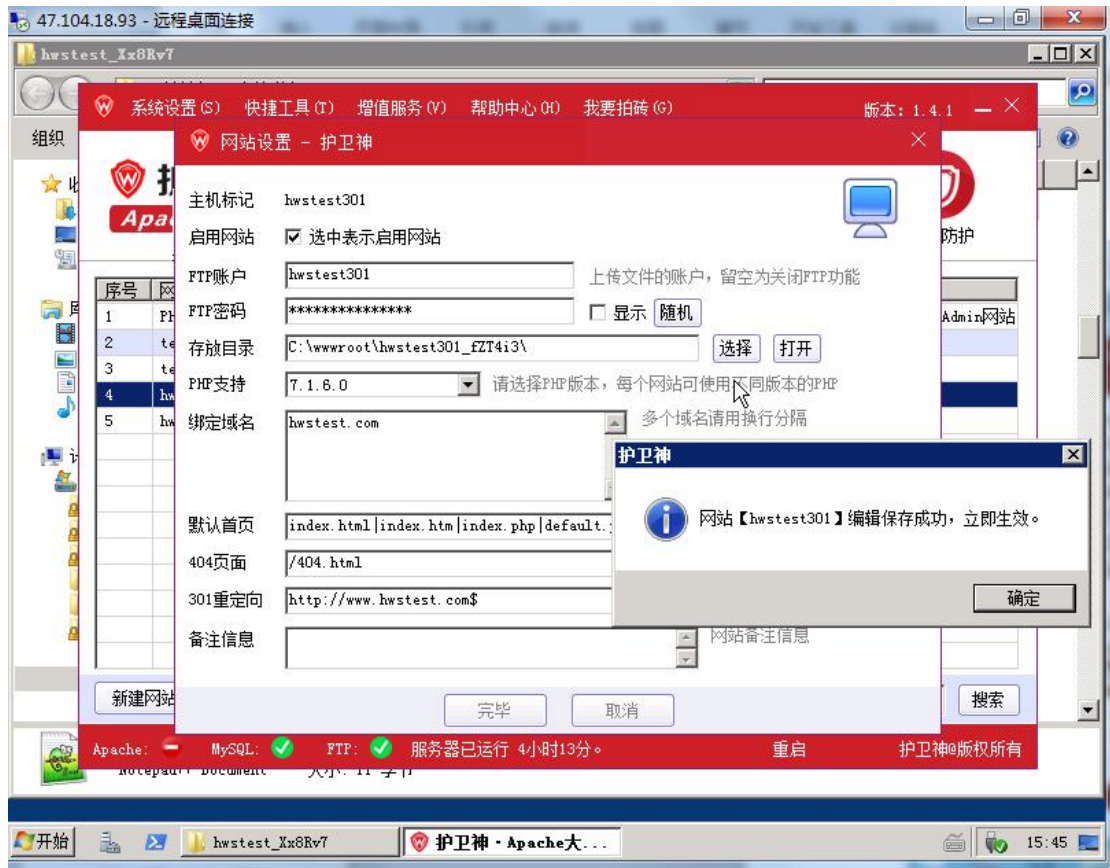 47.104.18.93 - 远程桌面连接
hwstest_Xx8Rv7
组织
系统设置(S) 快捷工具(T) 增值服务(V) 帮助中心(H) 我要拍砖(G) 版本: 1.4.1
网站设置 - 护卫神
防护
主机标记 hwstest301
启用网站 选中表示启用网站
FTP账户 hwstest301 上传文件的账户，留空为关闭FTP功能
FTP密码 *************** 显示 随机
存放目录 C:\wwwroot\hwstest301_fZT4i3\ 选择 打开
PHP支持 7.1.6.0 请选择PHP版本，每个网站可使用不同版本的PHP
绑定域名 hwstest.com 多个域名请用换行分隔
序号
1
2
3
4
5
Admin网站
护卫神
网站【hwstest301】编辑保存成功，立即生效。
确定
默认首页 index.html|index.htm|index.php|default.
404页面 /404.html
301重定向 http://www.hwstest.com$
备注信息 网站备注信息
新建网站 完毕 取消 搜索
Apache: MySQL: FTP: 服务器已运行 4小时13分。 重启 护卫神@版权所有
开始 hwstest_Xx8Rv7 护卫神·Apache大... 15:45